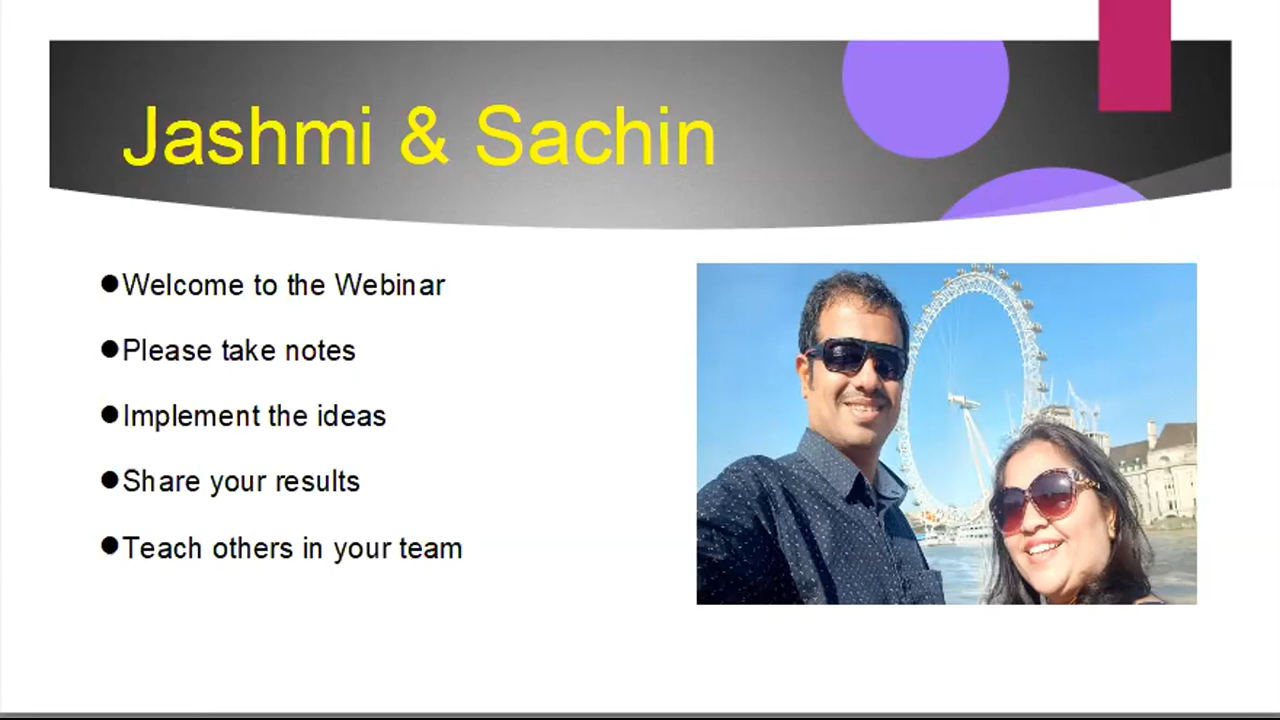 Jashmi & Sachin
●Welcome to the Webinar
●Please take notes
●Implement the ideas
●Share your results
●Teach others in your team